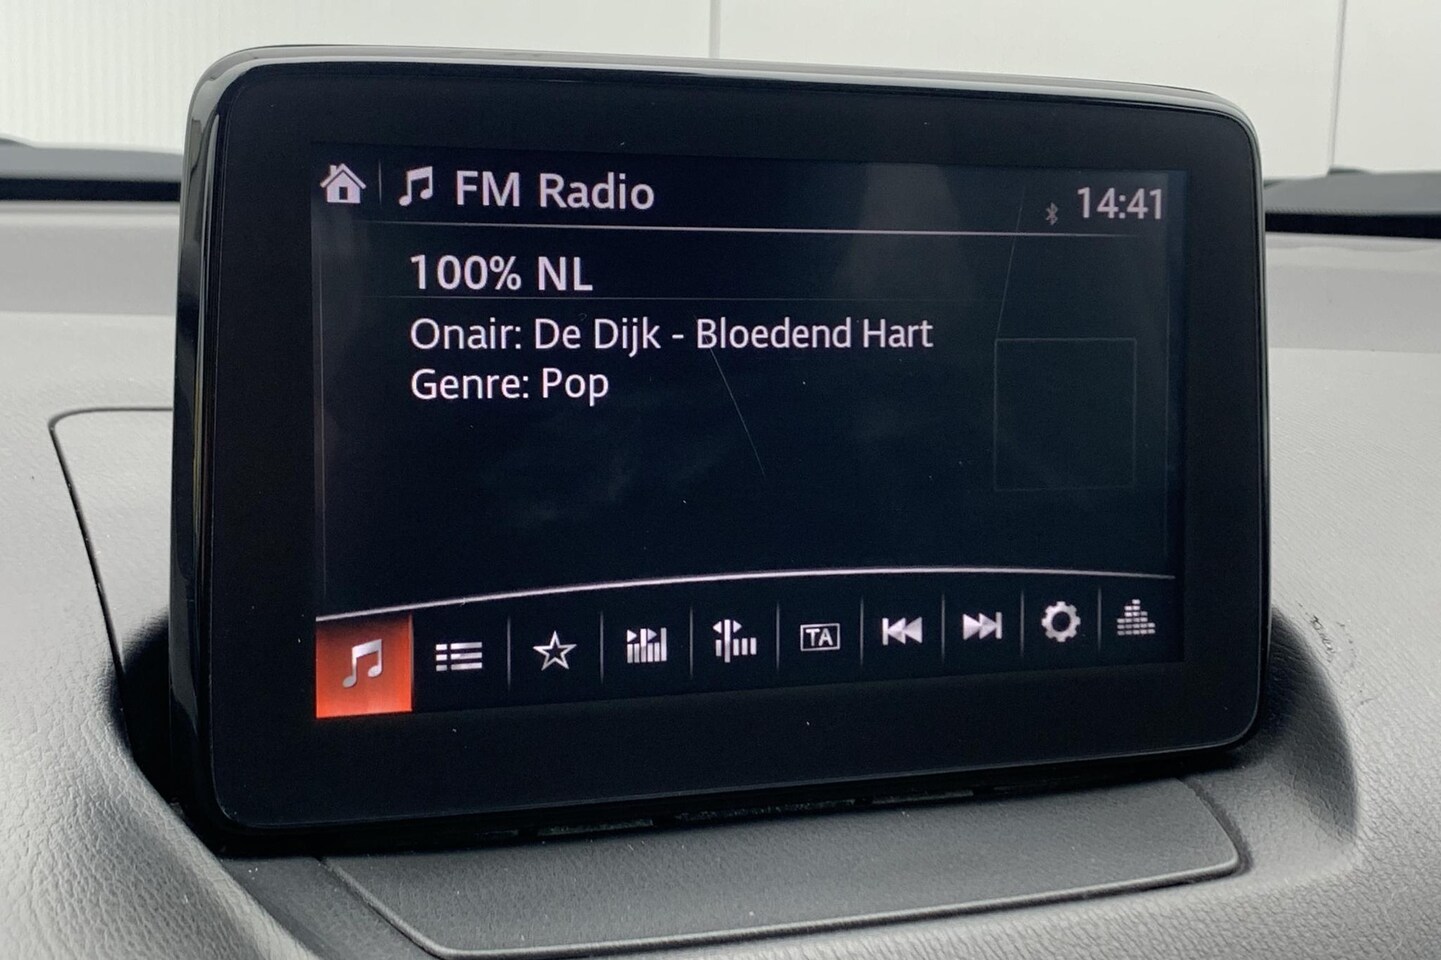 FM Radio
14:41
100% NL
Onair: De Dijk - Bloedend Hart
Genre: Pop
TA